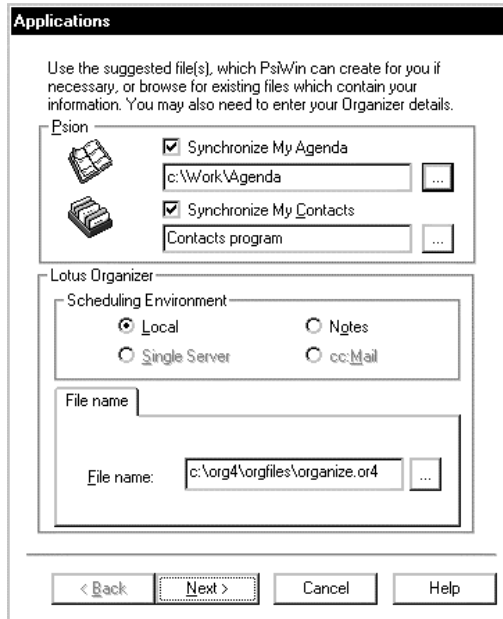 Applications
Use the suggested file(s), which PsiWin can create for you if
necessary, or browse for existing files which contain your
information. You may also need to enter your Organizer details.
Psion
Synchronize My Agenda
c:\Work\Agenda ...
Synchronize My Contacts
Contacts program ...
Lotus Organizer
Scheduling Environment
Local Notes
Single Server cc:Mail
File name
File name: c:\org4\orgfiles\organize.or4 ...
< Back Next > Cancel Help